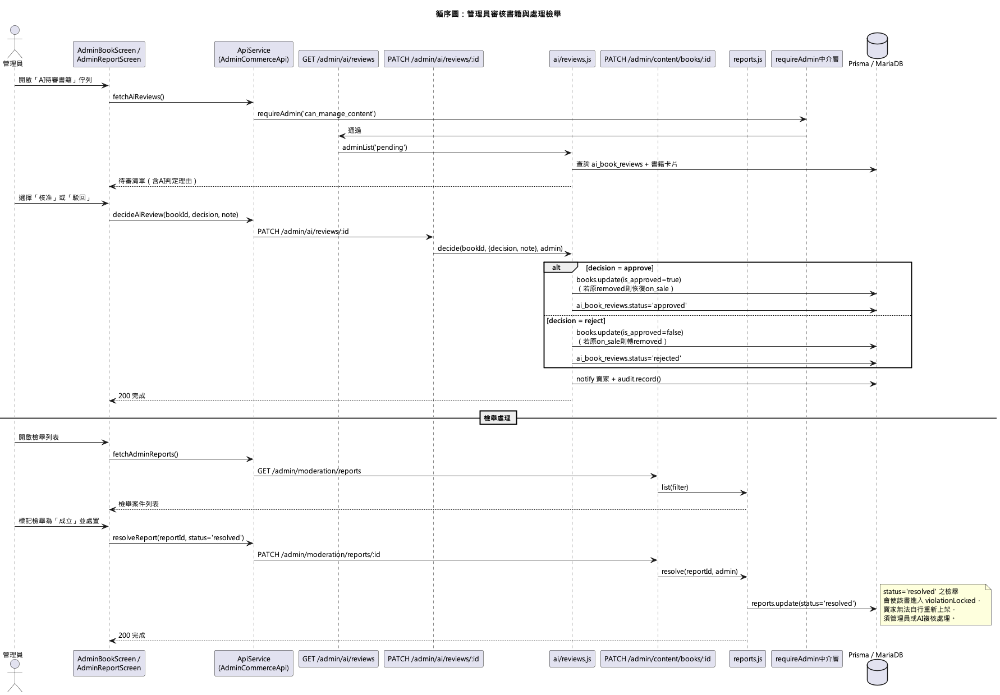 循序圖：管理員審核書籍與處理檢舉
管理員
AdminBookScreen /
AdminReportScreen
ApiService
(AdminCommerceApi)
GET /admin/ai/reviews
PATCH /admin/ai/reviews/:id
ai/reviews.js
PATCH /admin/content/books/:id
reports.js
requireAdmin中介層
Prisma / MariaDB
開啟「AI待審書籍」佇列
fetchAiReviews()
requireAdmin('can_manage_content')
通過
adminList('pending')
查詢 ai_book_reviews + 書籍卡片
待審清單（含AI判定理由）
選擇「核准」或「駁回」
decideAiReview(bookId, decision, note)
PATCH /admin/ai/reviews/:id
decide(bookId, {decision, note}, admin)
alt
[decision = approve]
books.update(is_approved=true)
（若原removed則恢復on_sale）
ai_book_reviews.status='approved'
[decision = reject]
books.update(is_approved=false)
（若原on_sale則轉removed）
ai_book_reviews.status='rejected'
notify 賣家 + audit.record()
200 完成
檢舉處理
開啟檢舉列表
fetchAdminReports()
GET /admin/moderation/reports
list(filter)
檢舉案件列表
標記檢舉為「成立」並處置
resolveReport(reportId, status='resolved')
PATCH /admin/moderation/reports/:id
resolve(reportId, admin)
reports.update(status='resolved')
status='resolved' 之檢舉
會使該書進入 violationLocked，
賣家無法自行重新上架，
須管理員或AI複核處理。
200 完成
管理員
AdminBookScreen /
AdminReportScreen
ApiService
(AdminCommerceApi)
GET /admin/ai/reviews
PATCH /admin/ai/reviews/:id
ai/reviews.js
PATCH /admin/content/books/:id
reports.js
requireAdmin中介層
Prisma / MariaDB